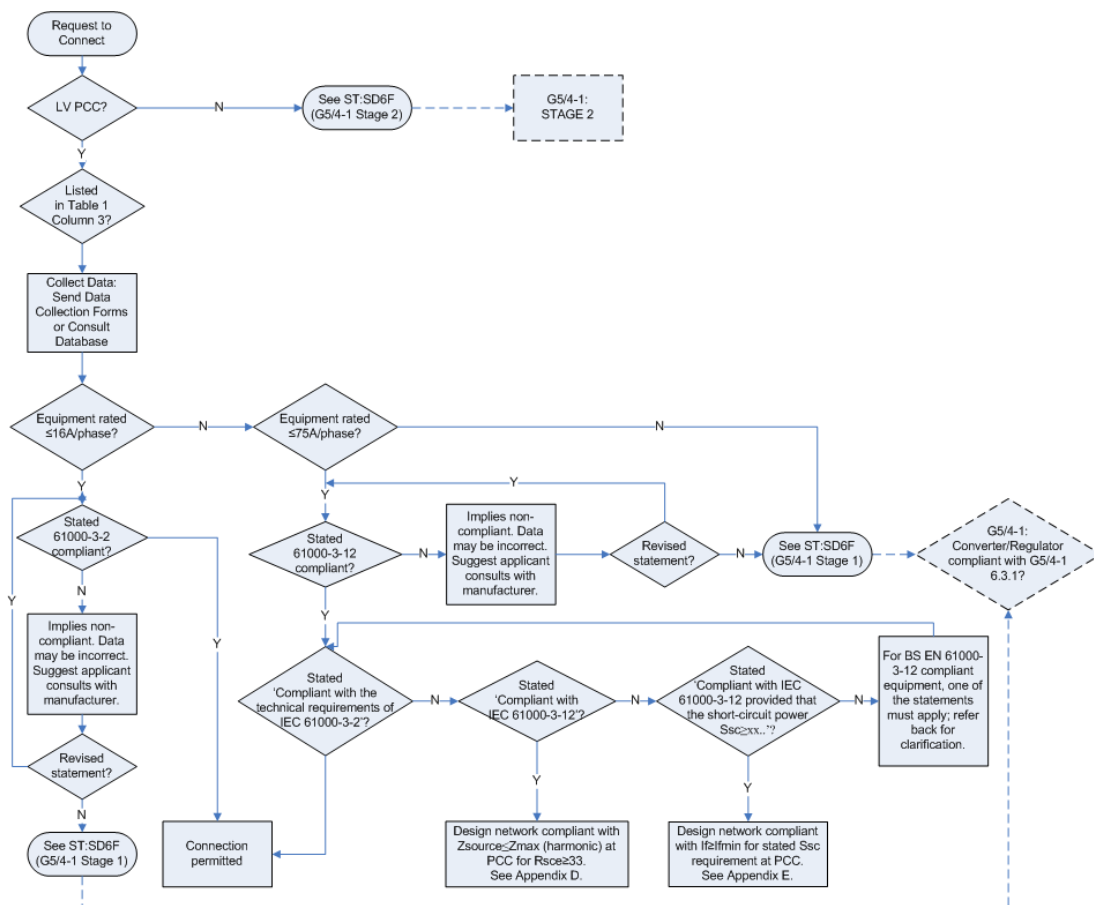 Request to
Connect
LV PCC?
N
See ST:SD6F
(G5/4-1 Stage 2)
G5/4-1:
STAGE 2
Y
Listed
in Table 1
Column 3?
Collect Data:
Send Data
Collection Forms
or Consult
Database
Equipment rated
≤16A/phase?
N
Equipment rated
≤75A/phase?
N
Y
Y
Y
Stated
61000-3-2
compliant?
Stated
61000-3-12
compliant?
N
Implies non-
compliant. Data
may be incorrect.
Suggest applicant
consults with
manufacturer.
Revised
statement?
N
See ST:SD6F
(G5/4-1 Stage 1)
G5/4-1:
Converter/Regulator
compliant with G5/4-1
6.3.1?
Y
N
Y
Y
Implies non-
compliant. Data
may be incorrect.
Suggest applicant
consults with
manufacturer.
Stated
‘Compliant with the
technical requirements of
IEC 61000-3-2’?
N
Stated
‘Compliant with
IEC 61000-3-12’?
N
Stated
‘Compliant with IEC
61000-3-12 provided that
the short-circuit power
Ssc≥xx..’?
N
For BS EN 61000-
3-12 compliant
equipment, one of
the statements
must apply; refer
back for
clarification.
Revised
statement?
Y
Y
N
See ST:SD6F
(G5/4-1 Stage 1)
Connection
permitted
Design network compliant with
Zsource≤Zmax (harmonic) at
PCC for Rsce≥33.
See Appendix D.
Design network compliant
with If≥Ifmin for stated Ssc
requirement at PCC.
See Appendix E.